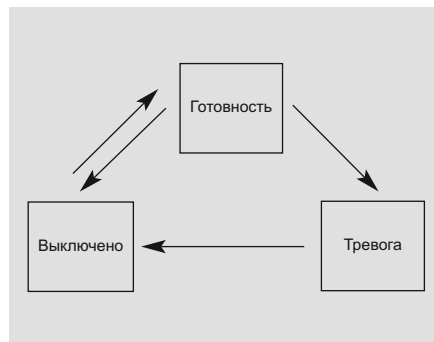 Готовность
Выключено
Тревога